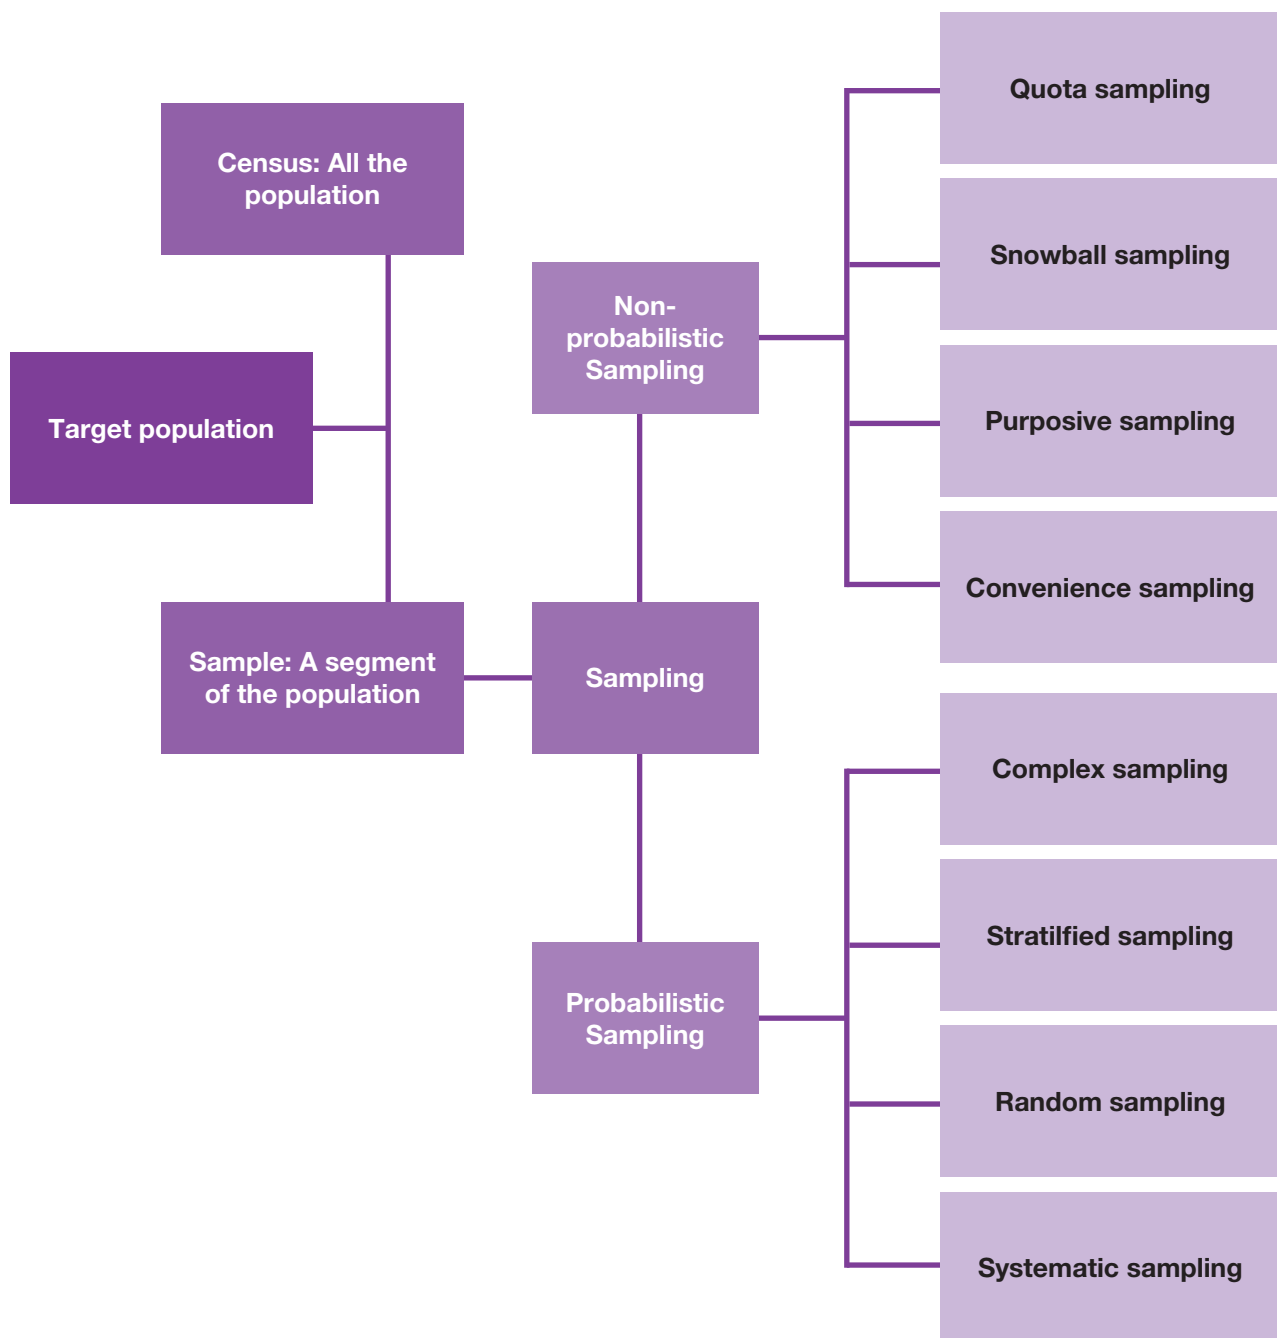 Census: All the
population
Target population
Sample: A segment
of the population
Non-
probabilistic
Sampling
Sampling
Probabilistic
Sampling
Quota sampling
Snowball sampling
Purposive sampling
Convenience sampling
Complex sampling
Stratilfied sampling
Random sampling
Systematic sampling